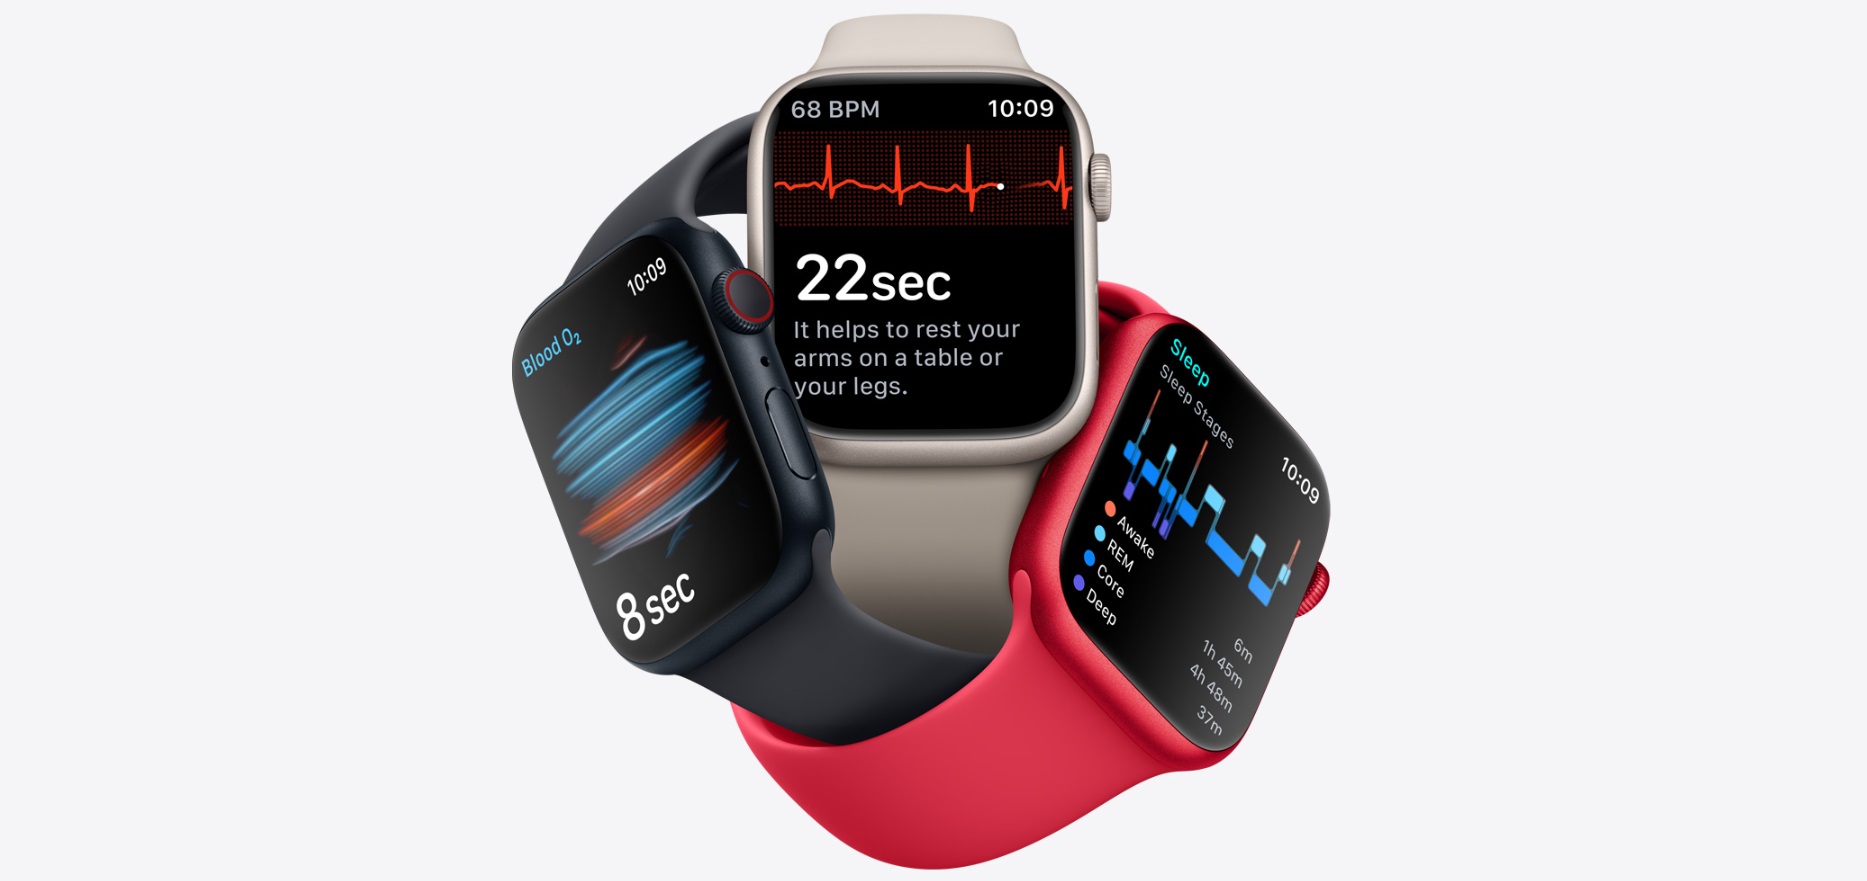 68 BPM
10:09
22sec
It helps to rest your
arms on a table or
your legs.
10:09
Blood O₂
8sec
Sleep
Sleep Stages
10:09
Awake
REM
Core
Deep
6m
1h 45m
4h 48m
37m